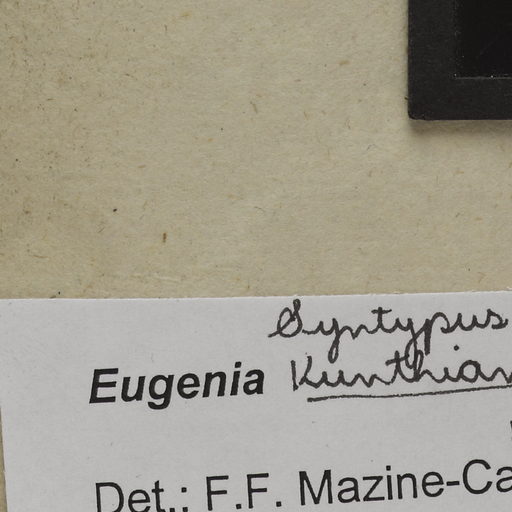 Syntypus
Eugenia Kunthian
Det.: F.F. Mazine-Ca